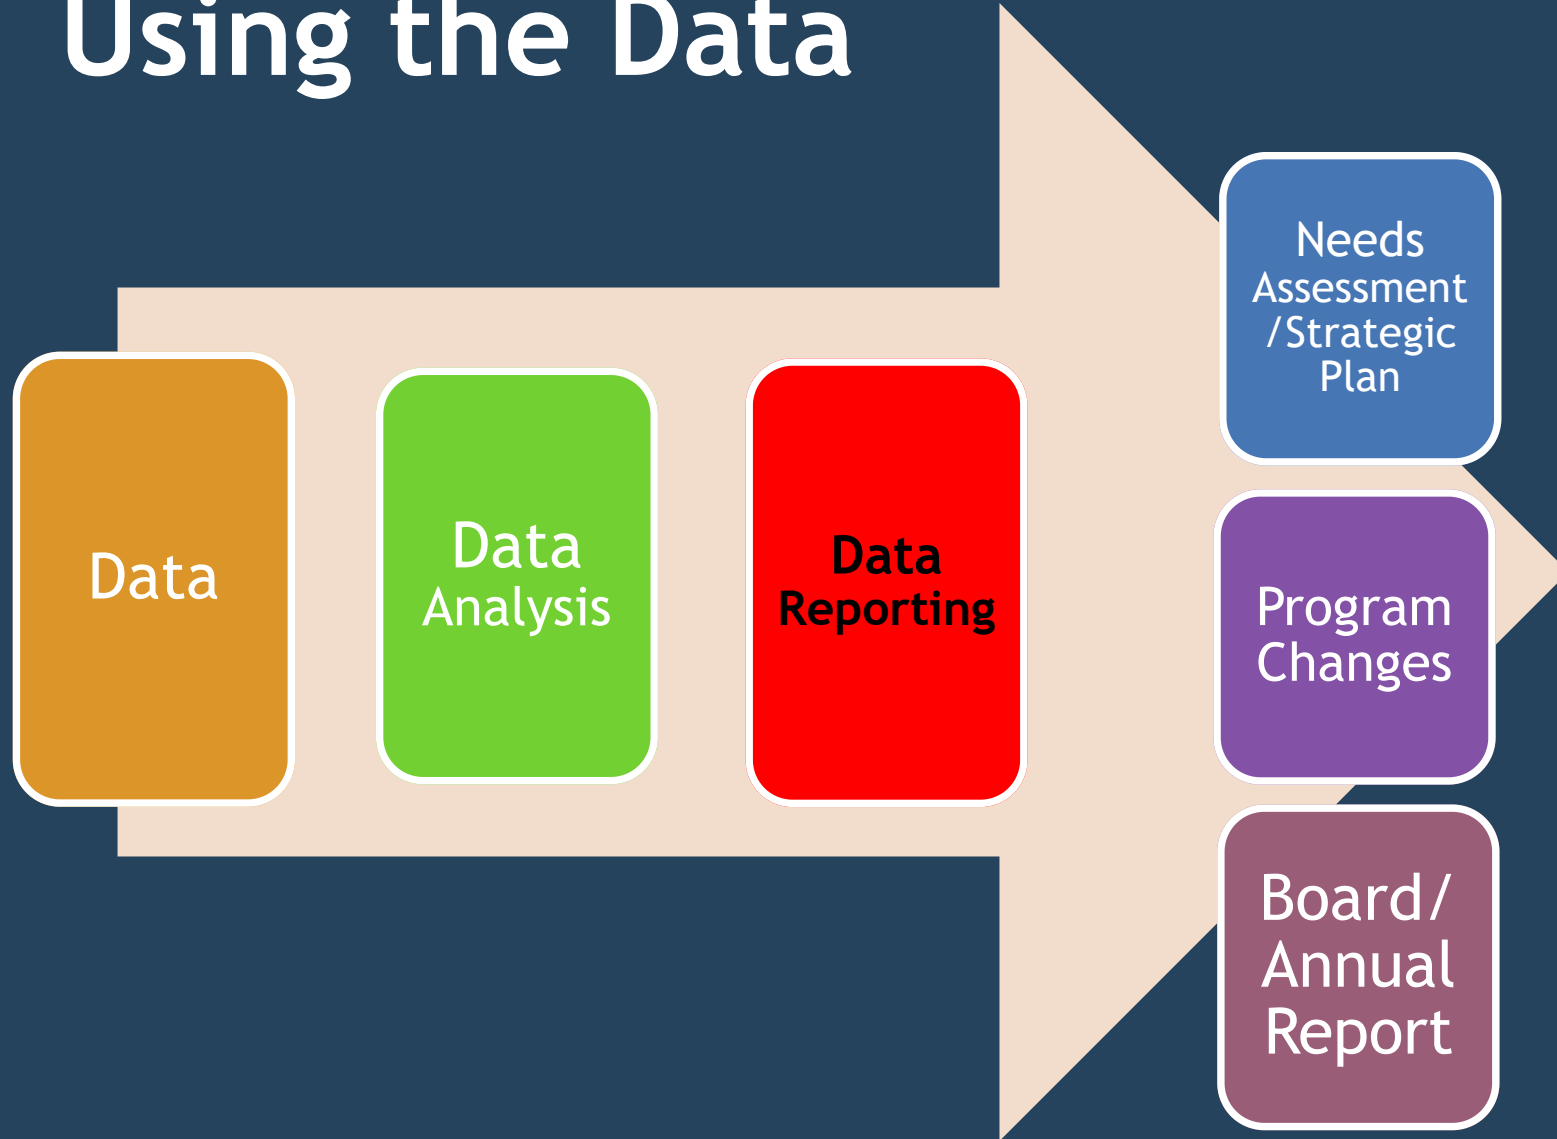 Using the Data
Data
Data
Analysis
Data
Reporting
Needs
Assessment
/Strategic
Plan
Program
Changes
Board/
Annual
Report